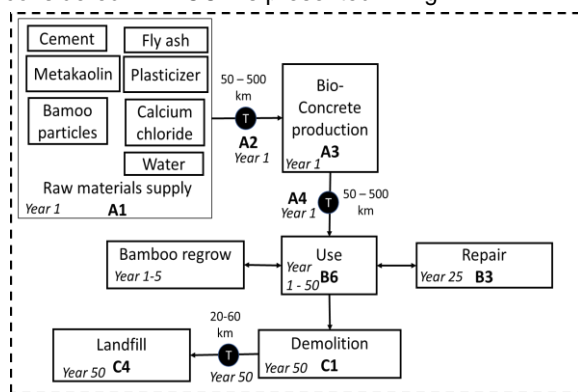 Cement
Fly ash
Metakaolin
Plasticizer
Bamoo
particles
Calcium
chloride
Water
Raw materials supply
Year 1
A1
50 – 500
km
T
A2
Year 1
Bio-
Concrete
production
A3
Year 1
A4
Year 1
T
50 – 500
km
Bamboo regrow
Year 1-5
Use
Year
B6
1 - 50
Repair
Year 25 B3
Landfill
Year 50 C4
20-60
km
T
Year 50
Demolition
Year 50 C1